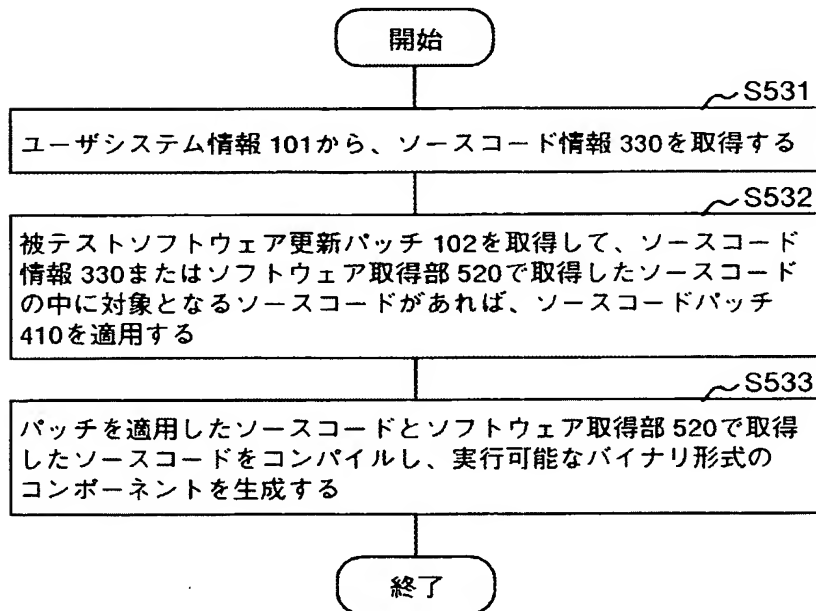 開始
S531
ユーザシステム情報101から、ソースコード情報330を取得する
S532
被テストソフトウェア更新パッチ102を取得して、ソースコード
情報330またはソフトウェア取得部520で取得したソースコード
の中に対象となるソースコードがあれば、ソースコードパッチ
410を適用する
S533
パッチを適用したソースコードとソフトウェア取得部520で取得
したソースコードをコンパイルし、実行可能なバイナリ形式の
コンポーネントを生成する
終了